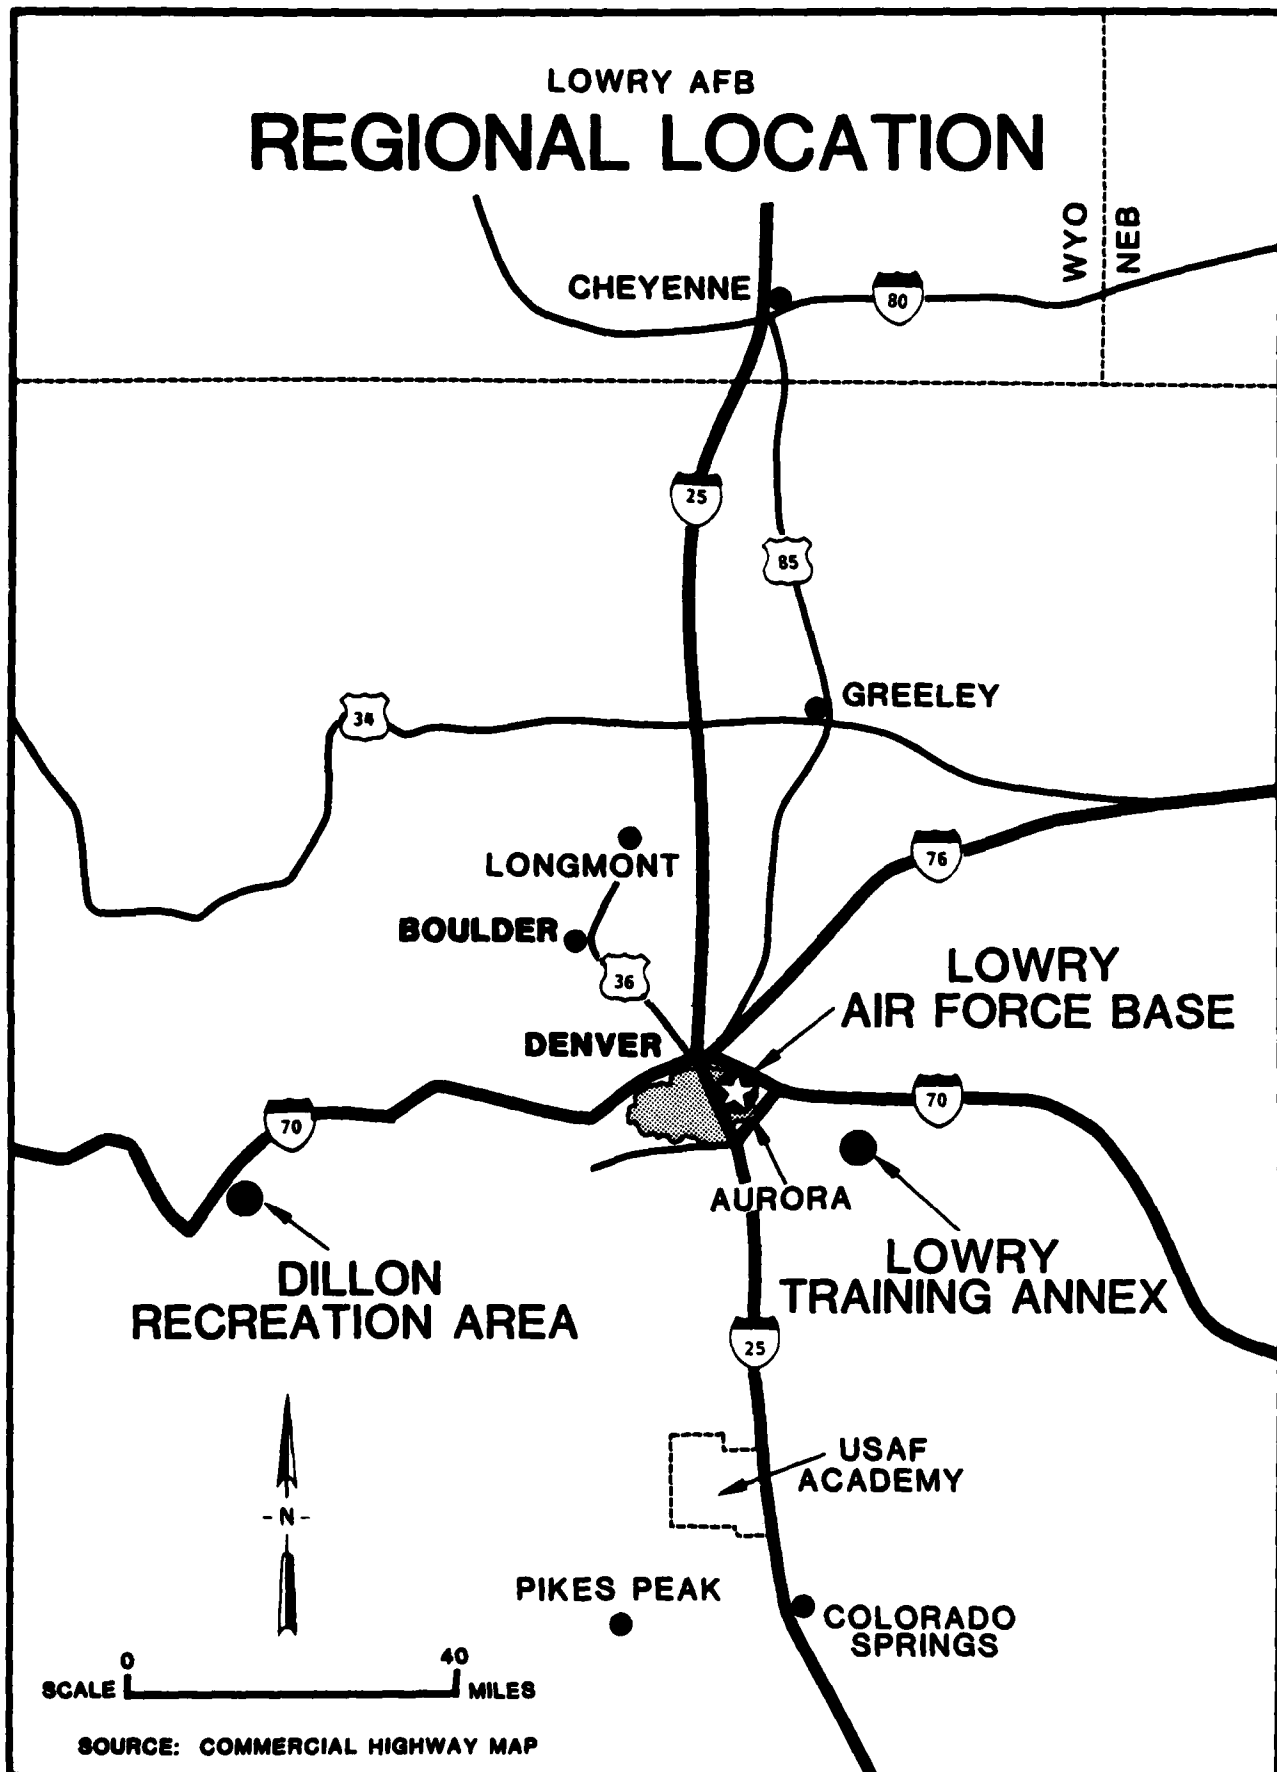 LOWRY AFB
REGIONAL LOCATION
WYO
NEB
CHEYENNE
80
25
85
GREELEY
34
LONGMONT
76
BOULDER
36
LOWRY
AIR FORCE BASE
DENVER
70
70
AURORA
LOWRY
TRAINING ANNEX
DILLON
RECREATION AREA
25
USAF
ACADEMY
- N -
PIKES PEAK
COLORADO
SPRINGS
0 40
SCALE MILES
SOURCE: COMMERCIAL HIGHWAY MAP